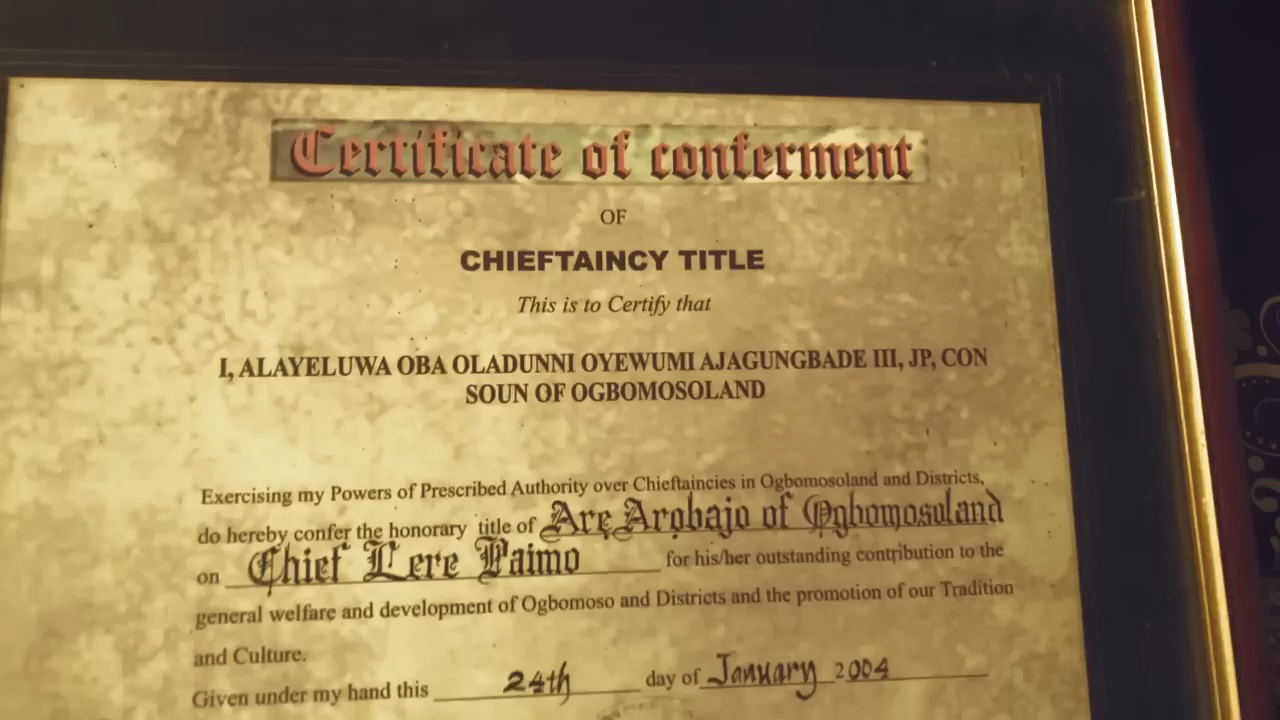 Certificate of conferment
OF
CHIEFTAINCY TITLE
This is to Certify that
I, ALAYELUWA OBA OLADUNNI OYEWUMI AJAGUNGBADE III, JP, CON
SOUN OF OGBOMOSOLAND
Exercising my Powers of Prescribed Authority over Chieftaincies in Ogbomosoland and Districts,
do hereby confer the honorary title of Arẹ Arọbajo of Ọgbọmọsọland
on Chief Lere Paimo for his/her outstanding contribution to the
general welfare and development of Ogbomoso and Districts and the promotion of our Tradition
and Culture.
Given under my hand this 24th day of January 2004